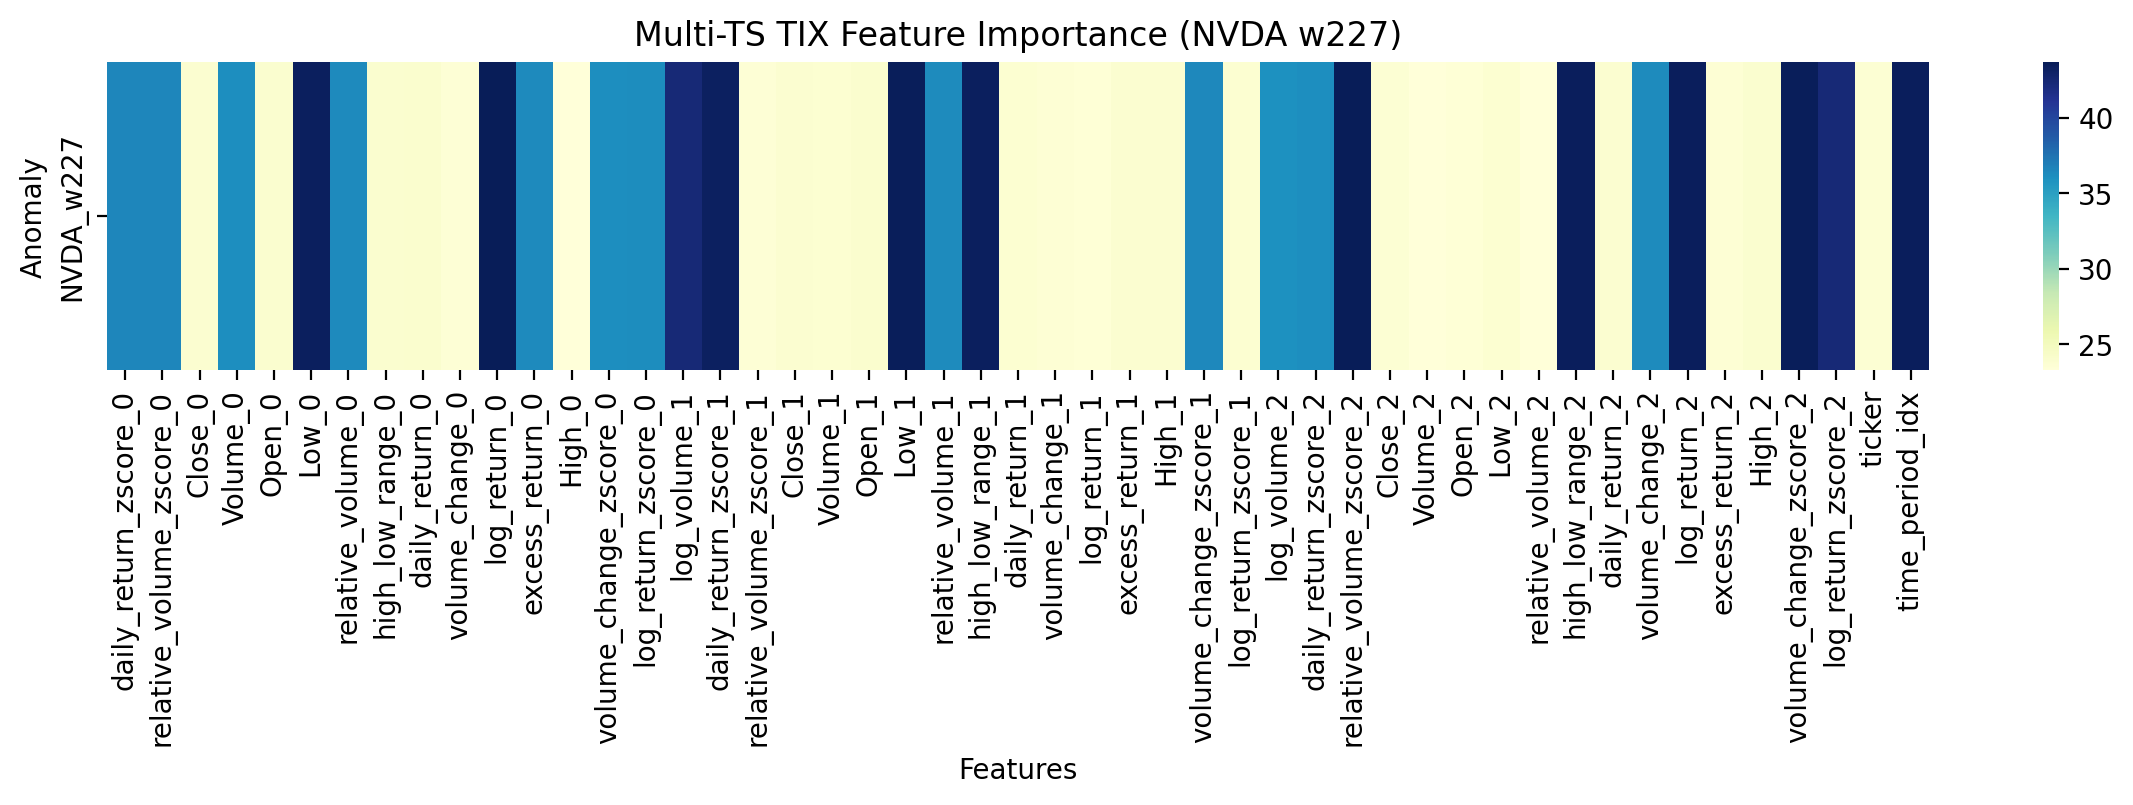 Multi-TS TIX Feature Importance (NVDA w227)
Anomaly
NVDA_w227
40
35
30
25
daily_return_zscore_0
relative_volume_zscore_0
Close_0
Volume_0
Open_0
Low_0
relative_volume_0
high_low_range_0
daily_return_0
volume_change_0
log_return_0
excess_return_0
High_0
volume_change_zscore_0
log_return_zscore_0
log_volume_1
daily_return_zscore_1
relative_volume_zscore_1
Close_1
Volume_1
Open_1
Low_1
relative_volume_1
high_low_range_1
daily_return_1
volume_change_1
log_return_1
excess_return_1
High_1
volume_change_zscore_1
log_return_zscore_1
log_volume_2
daily_return_zscore_2
relative_volume_zscore_2
Close_2
Volume_2
Open_2
Low_2
relative_volume_2
high_low_range_2
daily_return_2
volume_change_2
log_return_2
excess_return_2
High_2
volume_change_zscore_2
log_return_zscore_2
ticker
time_period_idx
Features